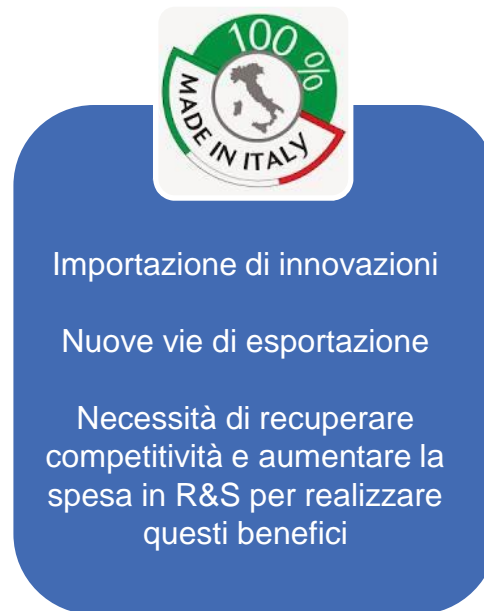 100 %
MADE IN ITALY
Importazione di innovazioni
Nuove vie di esportazione
Necessità di recuperare
competitività e aumentare la
spesa in R&S per realizzare
questi benefici